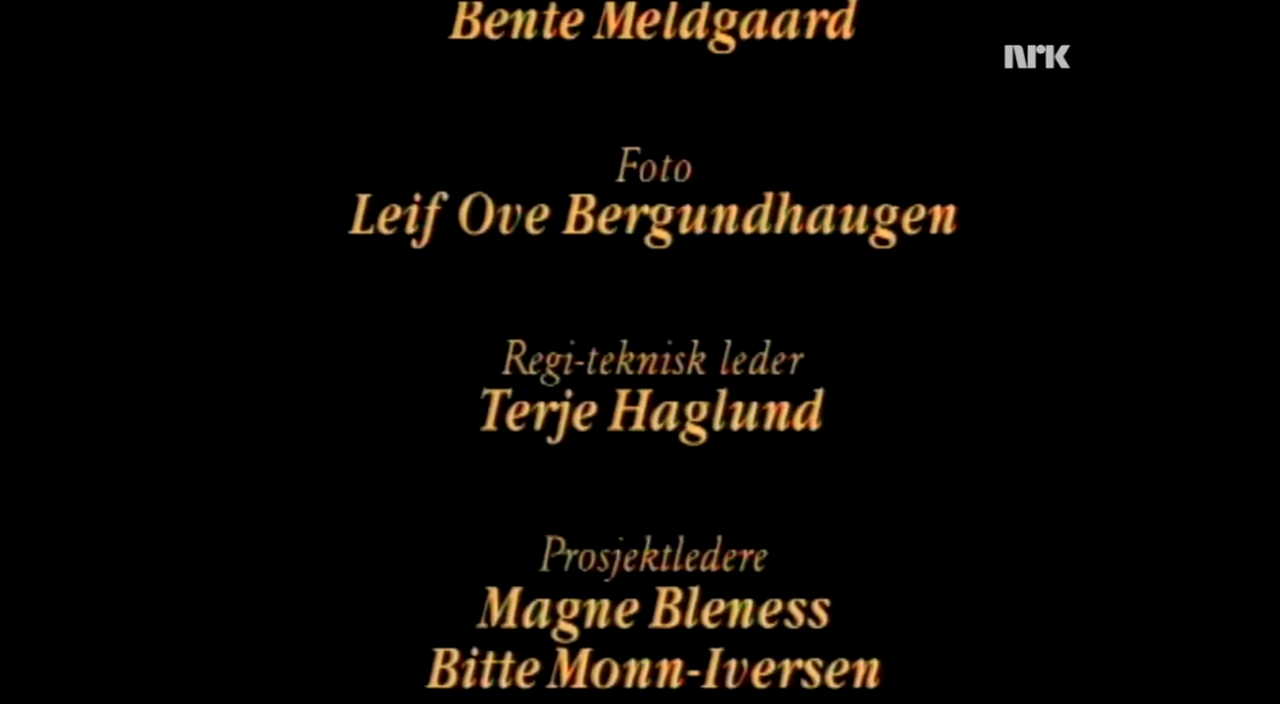 Bente Meldgaard
nrk
Foto
Leif Ove Bergundhaugen
Regi-teknisk leder
Terje Haglund
Prosjektledere
Magne Bleness
Bitte Monn-Iversen